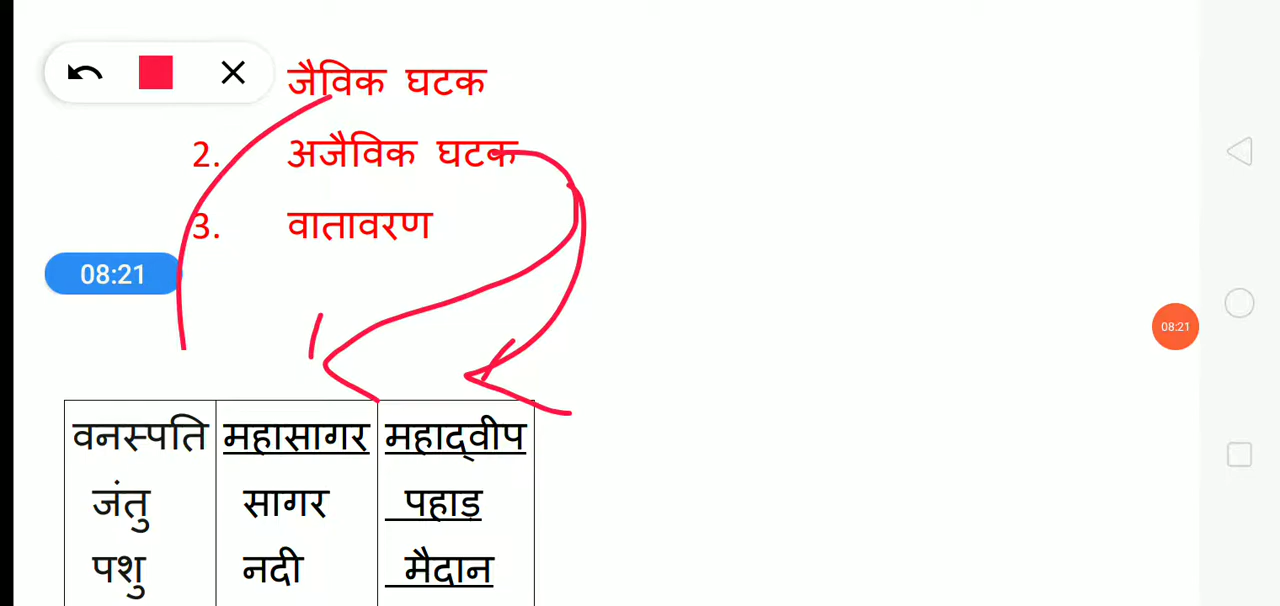 जैविक घटक
2. अजैविक घटक
3. वातावरण
08:21
08:21
वनस्पति महासागर महाद्वीप
जंतु सागर पहाड़
पशु नदी मैदान